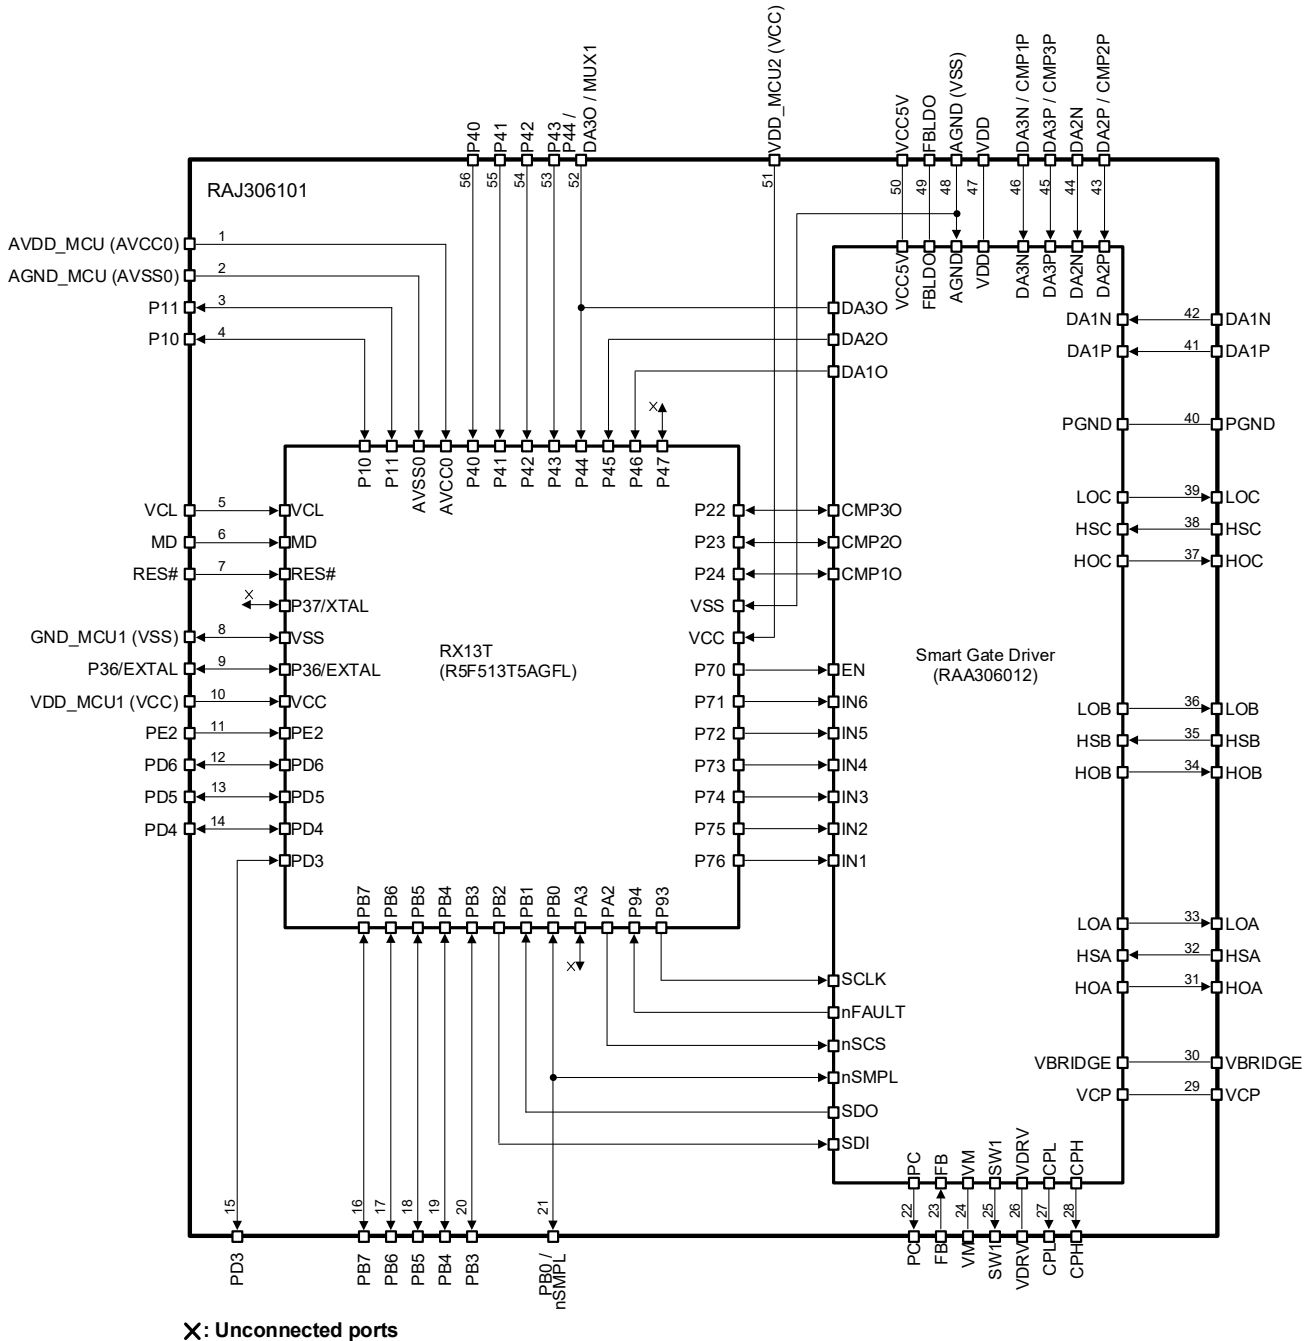 P40
P41
P42
P43
P44 /
DA3O / MUX1
VDD_MCU2 (VCC)
VCC5V
FBLDO
AGND (VSS)
VDD
DA3N / CMP1P
DA3P / CMP3P
DA2N
DA2P / CMP2P
56
55
54
53
52
51
50
49
48
47
46
45
44
43
RAJ306101
AVDD_MCU (AVCC0)
1
AGND_MCU (AVSS0)
2
P11
3
P10
4
VCC5V
FBLDO
AGND
VDD
DA3N
DA3P
DA2N
DA2P
DA3O
DA2O
DA1O
DA1N
42
DA1N
DA1P
41
DA1P
PGND
40
PGND
X
P10
P11
AVSS0
AVCC0
P40
P41
P42
P43
P44
P45
P46
P47
VCL
5
VCL
MD
6
MD
RES#
7
RES#
X
P37/XTAL
GND_MCU1 (VSS)
8
VSS
P36/EXTAL
9
P36/EXTAL
VDD_MCU1 (VCC)
10
VCC
PE2
11
PE2
PD6
12
PD6
PD5
13
PD5
PD4
14
PD4
PD3
RX13T
(R5F513T5AGFL)
P22
P23
P24
VSS
VCC
P70
P71
P72
P73
P74
P75
P76
CMP3O
CMP2O
CMP1O
EN
IN6
IN5
IN4
IN3
IN2
IN1
Smart Gate Driver
(RAA306012)
LOC
39
LOC
HSC
38
HSC
HOC
37
HOC
LOB
36
LOB
HSB
35
HSB
HOB
34
HOB
LOA
33
LOA
HSA
32
HSA
HOA
31
HOA
VBRIDGE
30
VBRIDGE
VCP
29
VCP
PB7
PB6
PB5
PB4
PB3
PB2
PB1
PB0
PA3
PA2
P94
P93
X
SCLK
nFAULT
nSCS
nSMPL
SDO
SDI
PC
FB
VM
SW1
VDRV
CPL
CPH
15
16
17
18
19
20
21
22
23
24
25
26
27
28
PD3
PB7
PB6
PB5
PB4
PB3
PB0 /
nSMPL
PC
FB
VM
SW1
VDRV
CPL
CPH
X: Unconnected ports